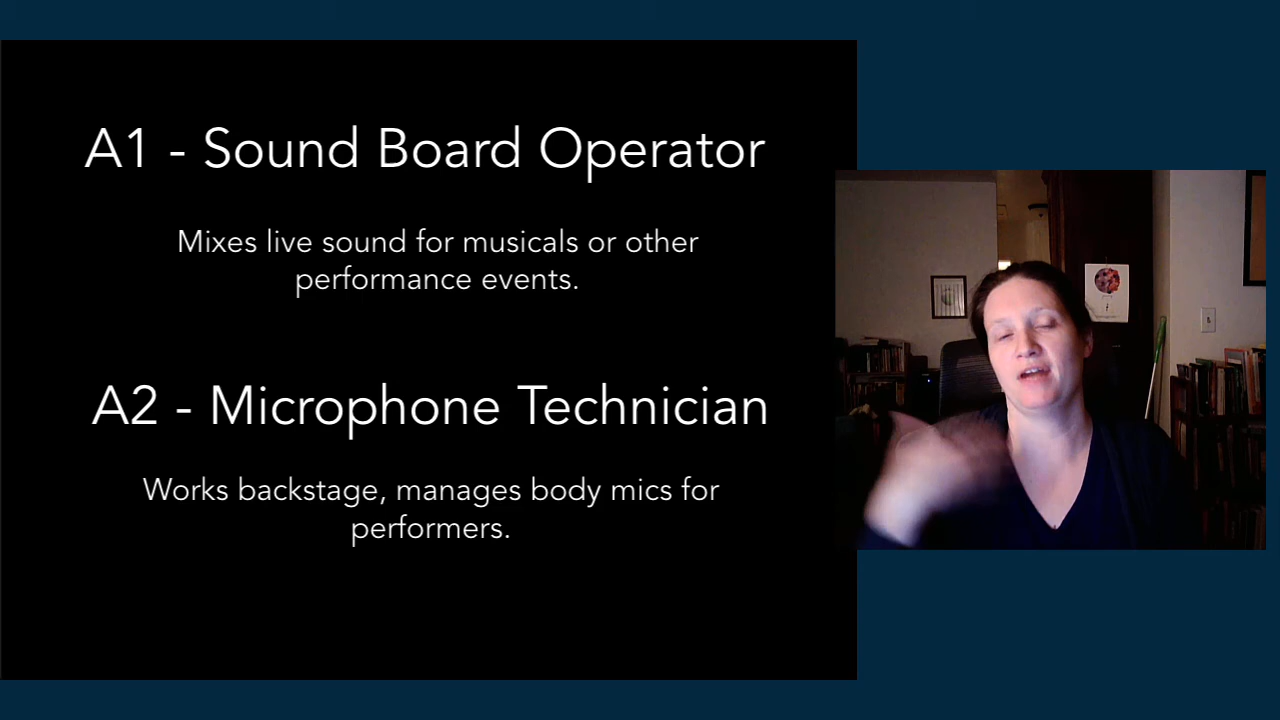 A1 - Sound Board Operator
Mixes live sound for musicals or other
performance events.
A2 - Microphone Technician
Works backstage, manages body mics for
performers.